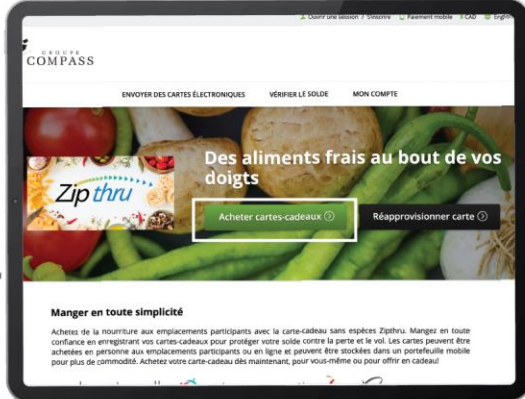 Ouvrir une session / S'inscrire Paiement mobile CAD English
GROUPE
COMPASS
ENVOYER DES CARTES ÉLECTRONIQUES VÉRIFIER LE SOLDE MON COMPTE
Des aliments frais au bout de vos
doigts
Zip thru
Acheter cartes-cadeaux Réapprovisionner carte
Manger en toute simplicité
Achetez de la nourriture aux emplacements participants avec la carte-cadeau sans espèces Zipthru. Mangez en toute
confiance en enregistrant vos cartes-cadeaux pour protéger votre solde contre la perte et le vol. Les cartes peuvent être
achetées en personne aux emplacements participants ou en ligne et peuvent être stockées dans un portefeuille mobile
pour plus de commodité. Achetez votre carte-cadeau dès maintenant, pour vous-même ou pour offrir en cadeau!